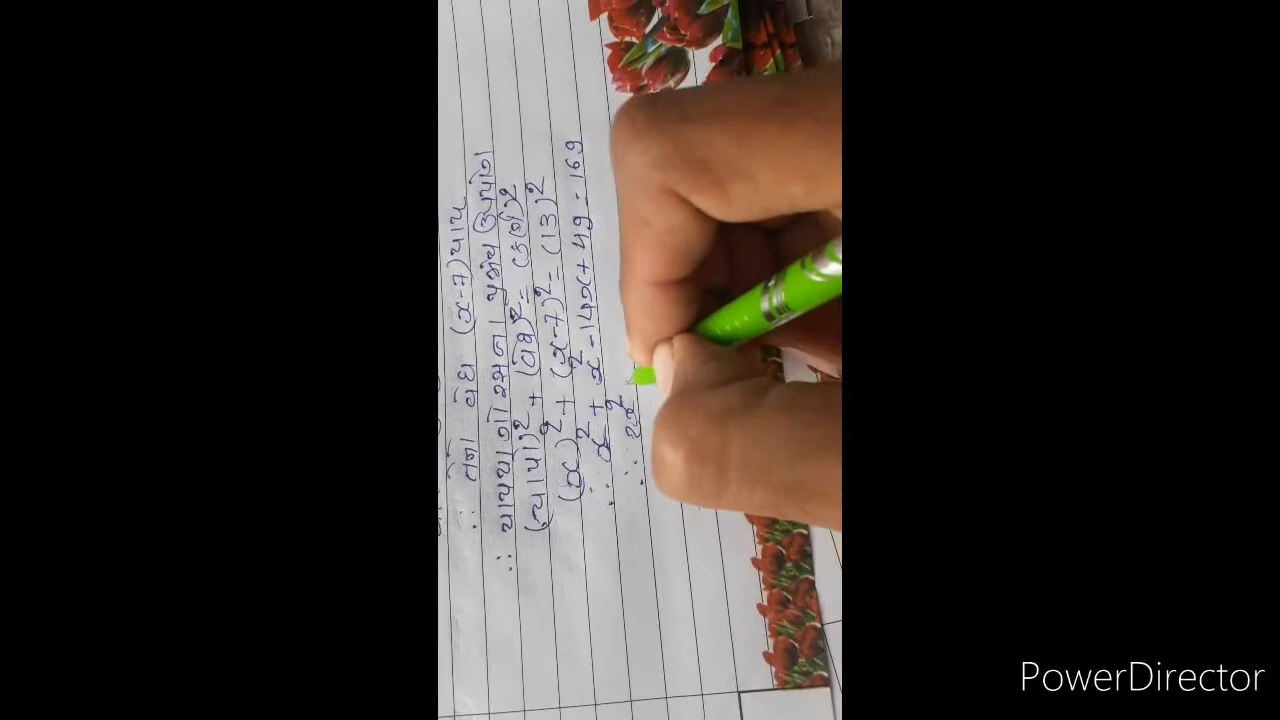 ∴ તેનો વેધ (x-7) થાય
∴ પાયથાગોરસના પ્રમેય ઉપયોગ
(પાયો)² + (વેધ)² = (કર્ણ)²
(x)² + (x-7)² = (13)²
∴ x² + x² - 14x + 49 = 169
∴ 2x²
PowerDirector